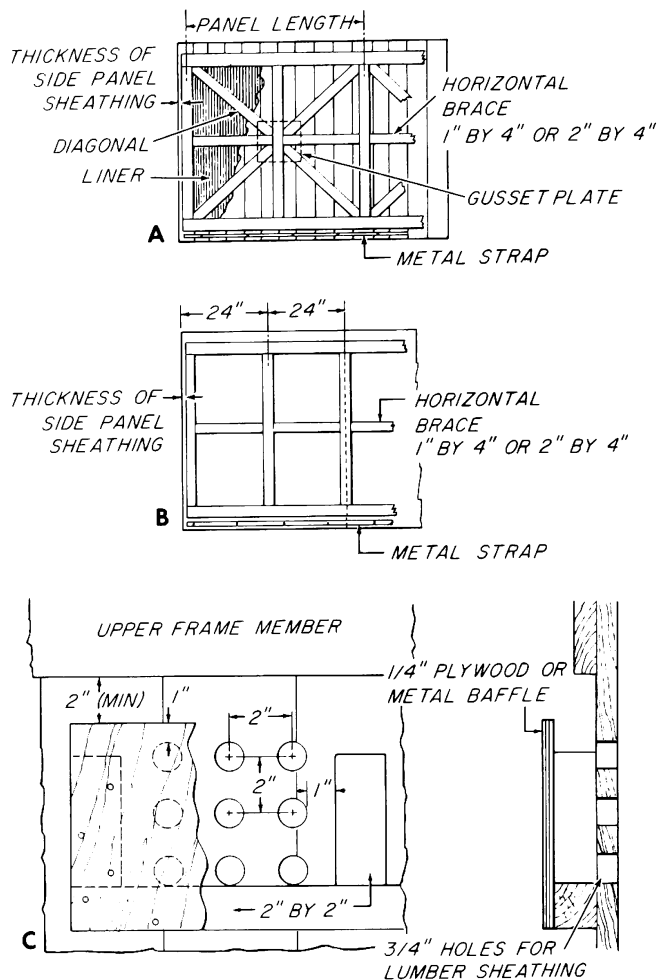 PANEL LENGTH
THICKNESS OF
SIDE PANEL
SHEATHING
DIAGONAL
LINER
HORIZONTAL
BRACE
1" BY 4" OR 2" BY 4"
GUSSET PLATE
A
METAL STRAP
24" 24"
THICKNESS OF
SIDE PANEL
SHEATHING
HORIZONTAL
BRACE
1" BY 4" OR 2" BY 4"
B
METAL STRAP
UPPER FRAME MEMBER
1/4" PLYWOOD OR
METAL BAFFLE
2" (MIN)
1"
2"
2"
1"
2" BY 2"
C
3/4" HOLES FOR
LUMBER SHEATHING